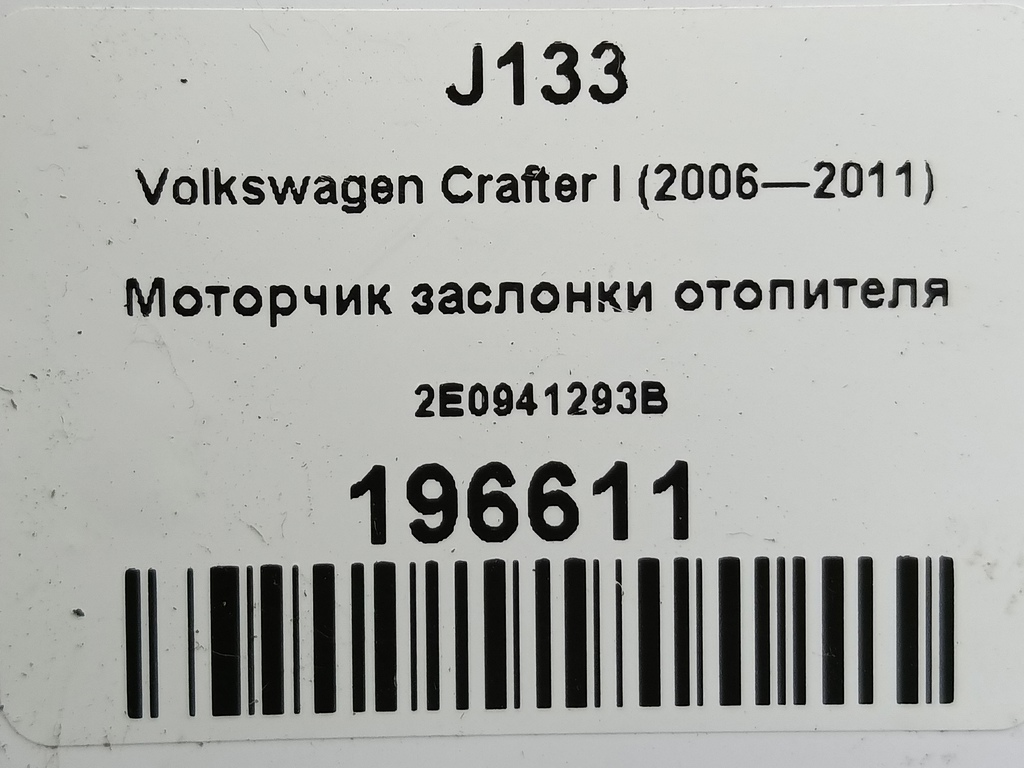 J133
Volkswagen Crafter I (2006—2011)
Моторчик заслонки отопителя
2E0941293B
196611